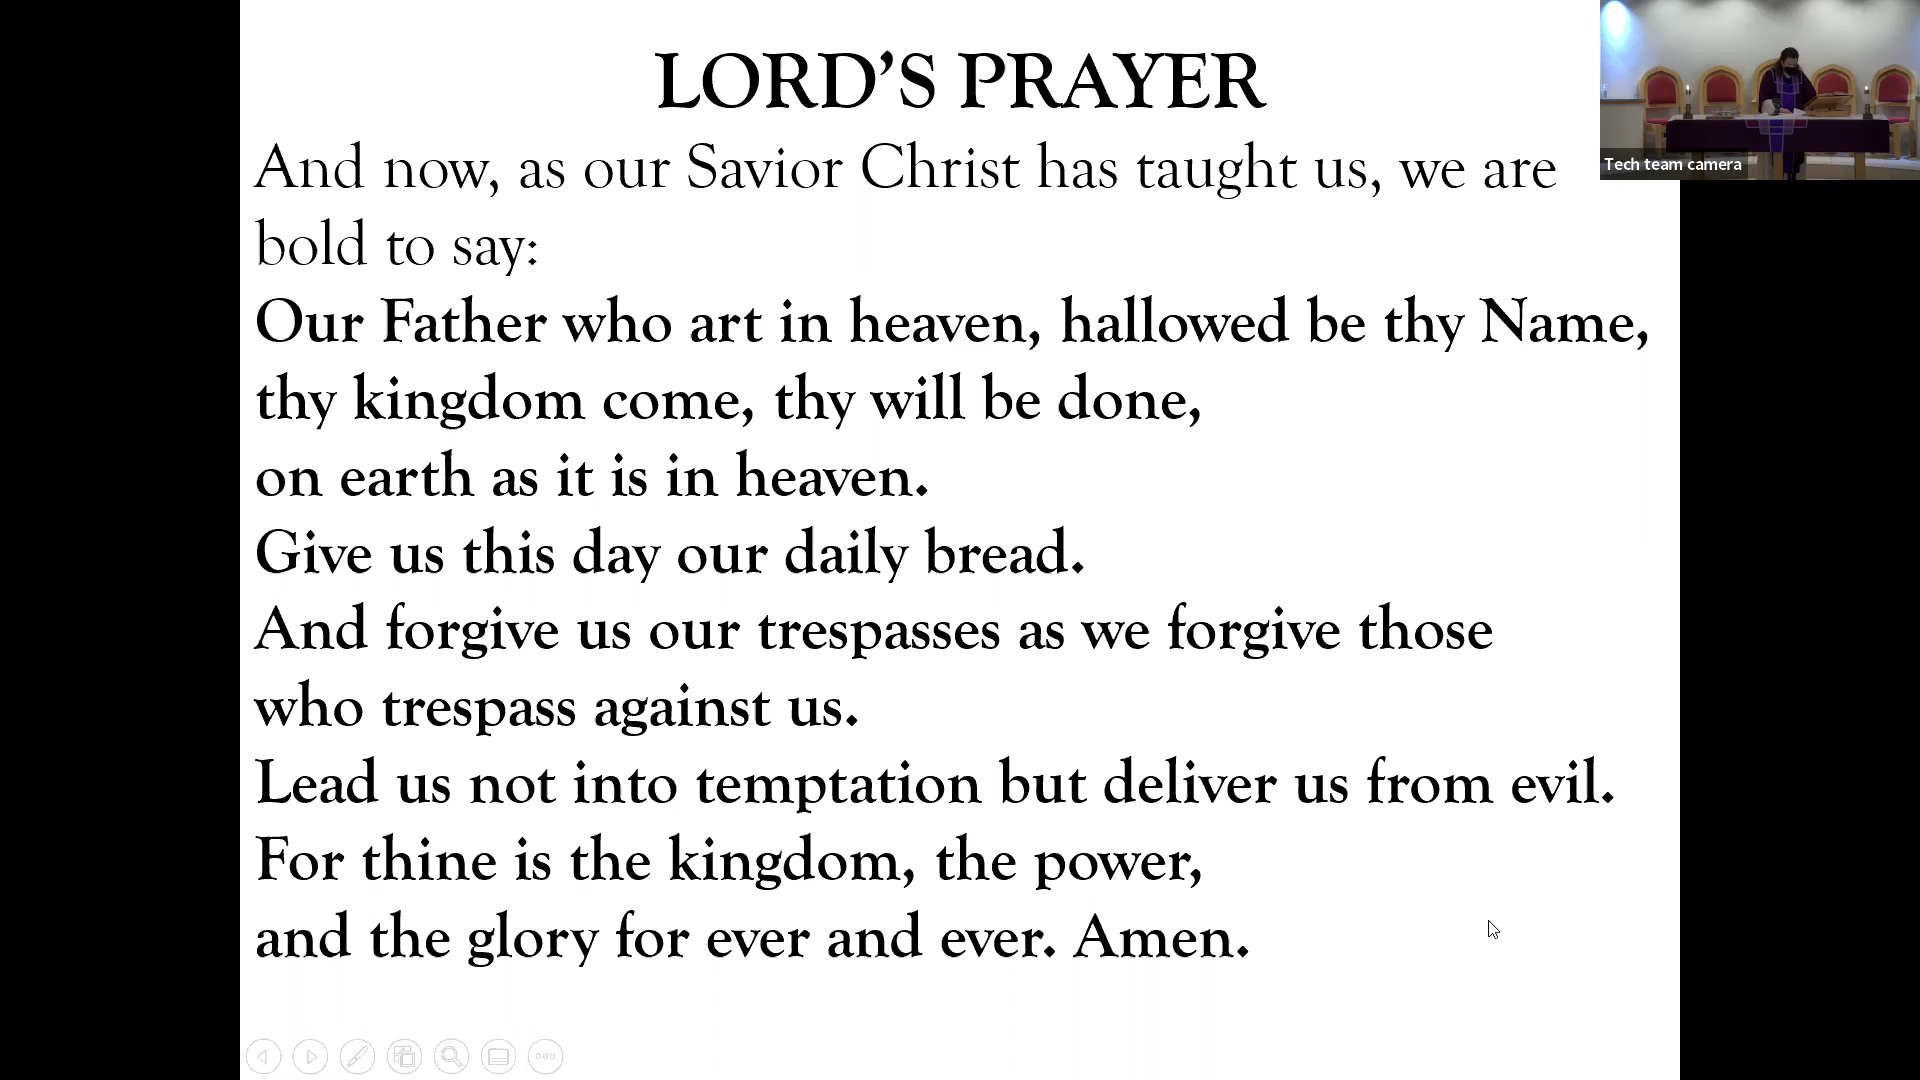 LORD’S PRAYER
And now, as our Savior Christ has taught us, we are
bold to say:
Our Father who art in heaven, hallowed be thy Name,
thy kingdom come, thy will be done,
on earth as it is in heaven.
Give us this day our daily bread.
And forgive us our trespasses as we forgive those
who trespass against us.
Lead us not into temptation but deliver us from evil.
For thine is the kingdom, the power,
and the glory for ever and ever. Amen.
Tech team camera